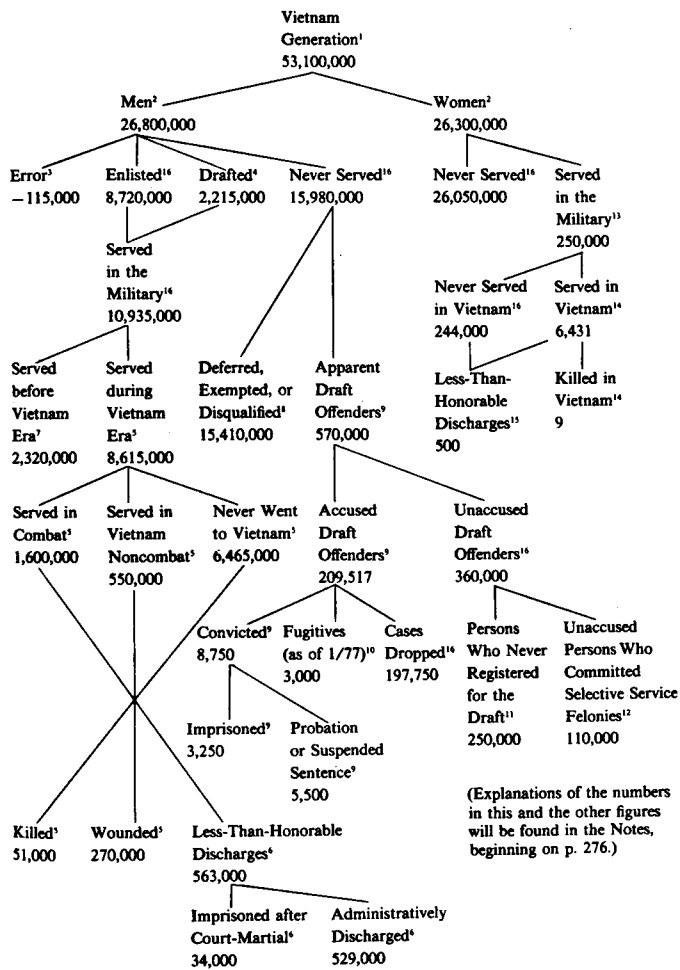 Vietnam
Generation¹
53,100,000
Men²
26,800,000
Women²
26,300,000
Error³
−115,000
Enlisted¹⁶
8,720,000
Drafted⁴
2,215,000
Never Served¹⁶
15,980,000
Never Served¹⁶
26,050,000
Served
in the
Military¹³
250,000
Served
in the
Military¹⁶
10,935,000
Never Served
in Vietnam¹⁶
244,000
Served in
Vietnam¹⁴
6,431
Served
before
Vietnam
Era⁷
2,320,000
Served
during
Vietnam
Era⁵
8,615,000
Deferred,
Exempted, or
Disqualified⁸
15,410,000
Apparent
Draft
Offenders⁹
570,000
Less-Than-
Honorable
Discharges¹⁵
500
Killed in
Vietnam¹⁴
9
Served in
Combat⁵
1,600,000
Served in
Vietnam
Noncombat⁵
550,000
Never Went
to Vietnam⁵
6,465,000
Accused
Draft
Offenders⁹
209,517
Unaccused
Draft
Offenders¹⁶
360,000
Convicted⁹
8,750
Fugitives
(as of 1/77)¹⁰
3,000
Cases
Dropped¹⁶
197,750
Persons
Who Never
Registered
for the
Draft¹¹
250,000
Unaccused
Persons Who
Committed
Selective Service
Felonies¹²
110,000
Imprisoned⁹
3,250
Probation
or Suspended
Sentence⁹
5,500
(Explanations of the numbers
in this and the other figures
will be found in the Notes,
beginning on p. 276.)
Killed⁵
51,000
Wounded⁵
270,000
Less-Than-Honorable
Discharges⁶
563,000
Imprisoned after
Court-Martial⁶
34,000
Administratively
Discharged⁶
529,000